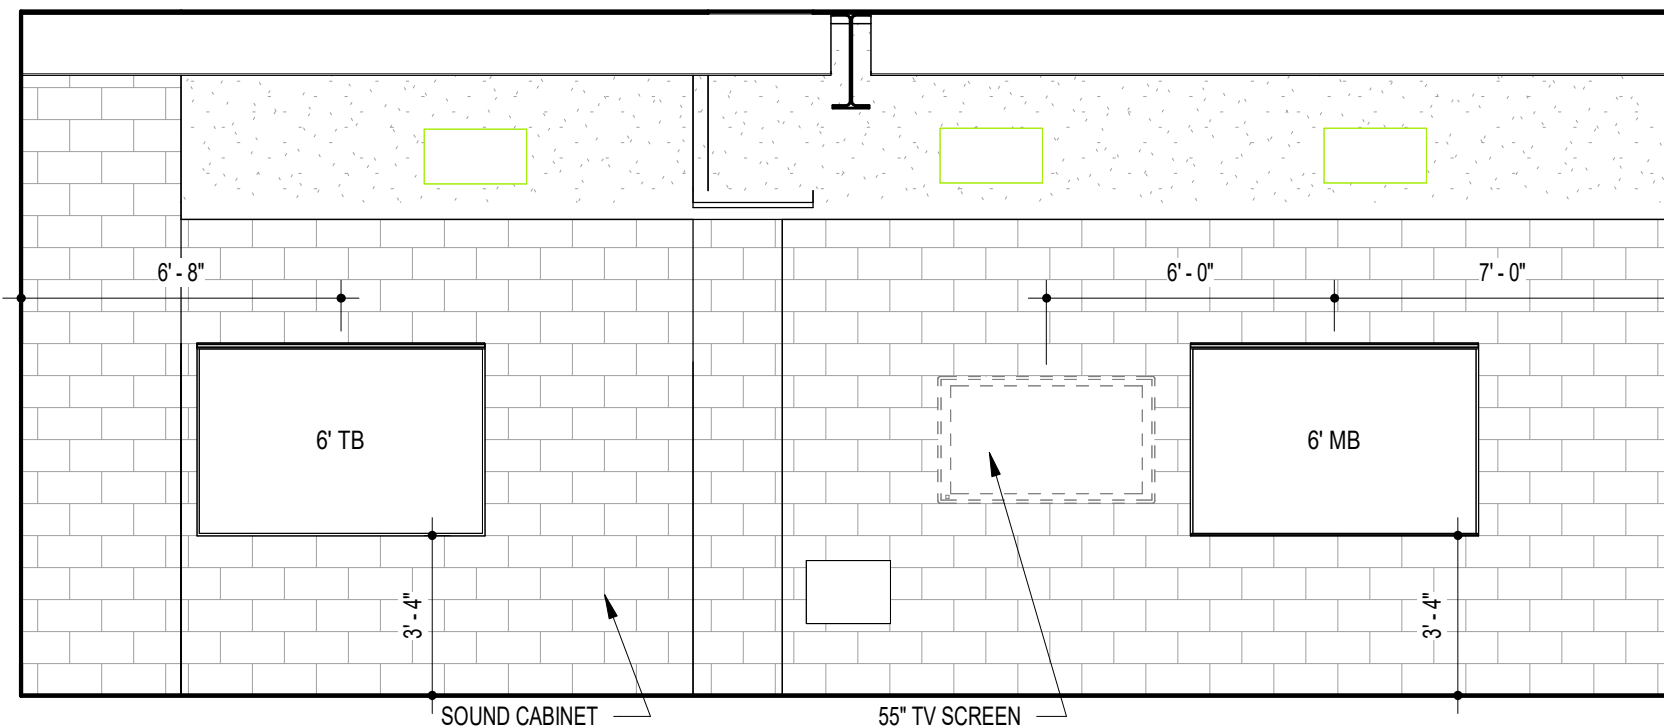 6' - 8"
6' - 0"
7' - 0"
6' TB
6' MB
3' - 4"
3' - 4"
SOUND CABINET
55" TV SCREEN